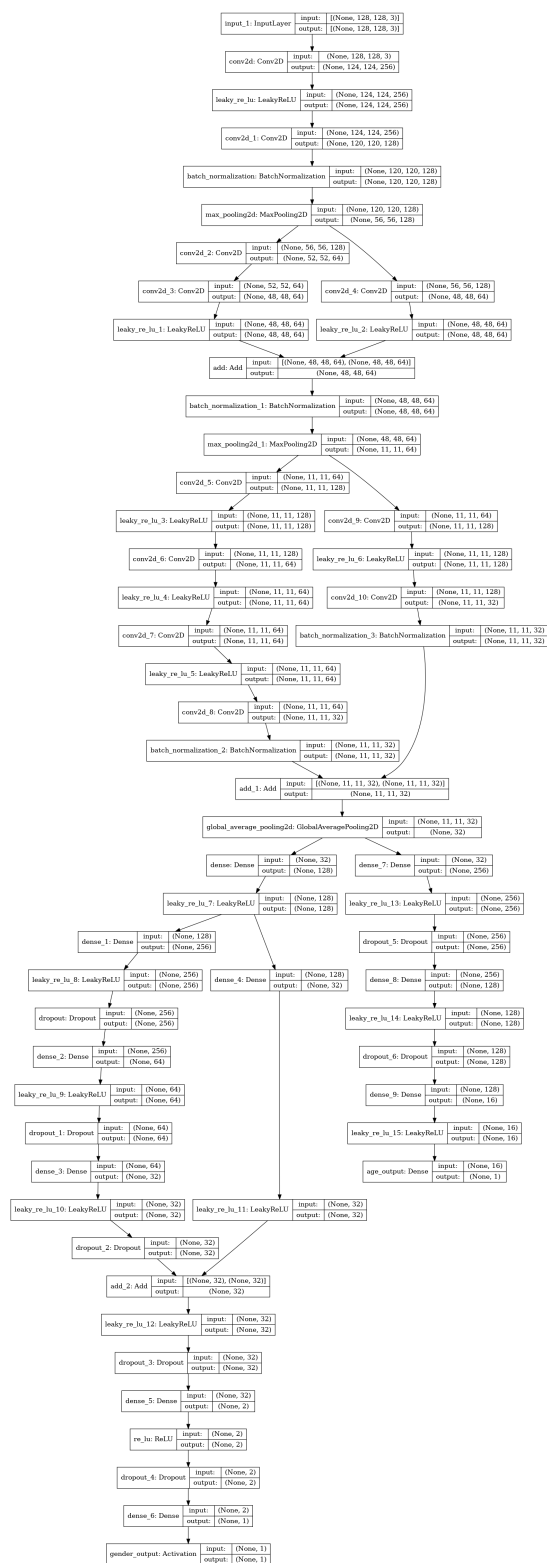 input_1: InputLayer input: [(None, 128, 128, 3)]
output: [(None, 128, 128, 3)]
conv2d: Conv2D input: (None, 128, 128, 3)
output: (None, 124, 124, 256)
leaky_re_lu: LeakyReLU input: (None, 124, 124, 256)
output: (None, 124, 124, 256)
conv2d_1: Conv2D input: (None, 124, 124, 256)
output: (None, 120, 120, 128)
batch_normalization: BatchNormalization input: (None, 120, 120, 128)
output: (None, 120, 120, 128)
max_pooling2d: MaxPooling2D input: (None, 120, 120, 128)
output: (None, 56, 56, 128)
conv2d_2: Conv2D input: (None, 56, 56, 128)
output: (None, 52, 52, 64)
conv2d_3: Conv2D input: (None, 52, 52, 64)
output: (None, 48, 48, 64)
conv2d_4: Conv2D input: (None, 56, 56, 128)
output: (None, 48, 48, 64)
leaky_re_lu_1: LeakyReLU input: (None, 48, 48, 64)
output: (None, 48, 48, 64)
leaky_re_lu_2: LeakyReLU input: (None, 48, 48, 64)
output: (None, 48, 48, 64)
add: Add input: [(None, 48, 48, 64), (None, 48, 48, 64)]
output: (None, 48, 48, 64)
batch_normalization_1: BatchNormalization input: (None, 48, 48, 64)
output: (None, 48, 48, 64)
max_pooling2d_1: MaxPooling2D input: (None, 48, 48, 64)
output: (None, 11, 11, 64)
conv2d_5: Conv2D input: (None, 11, 11, 64)
output: (None, 11, 11, 128)
leaky_re_lu_3: LeakyReLU input: (None, 11, 11, 128)
output: (None, 11, 11, 128)
conv2d_9: Conv2D input: (None, 11, 11, 64)
output: (None, 11, 11, 128)
conv2d_6: Conv2D input: (None, 11, 11, 128)
output: (None, 11, 11, 64)
leaky_re_lu_6: LeakyReLU input: (None, 11, 11, 128)
output: (None, 11, 11, 128)
leaky_re_lu_4: LeakyReLU input: (None, 11, 11, 64)
output: (None, 11, 11, 64)
conv2d_10: Conv2D input: (None, 11, 11, 128)
output: (None, 11, 11, 32)
conv2d_7: Conv2D input: (None, 11, 11, 64)
output: (None, 11, 11, 64)
batch_normalization_3: BatchNormalization input: (None, 11, 11, 32)
output: (None, 11, 11, 32)
leaky_re_lu_5: LeakyReLU input: (None, 11, 11, 64)
output: (None, 11, 11, 64)
conv2d_8: Conv2D input: (None, 11, 11, 64)
output: (None, 11, 11, 32)
batch_normalization_2: BatchNormalization input: (None, 11, 11, 32)
output: (None, 11, 11, 32)
add_1: Add input: [(None, 11, 11, 32), (None, 11, 11, 32)]
output: (None, 11, 11, 32)
global_average_pooling2d: GlobalAveragePooling2D input: (None, 11, 11, 32)
output: (None, 32)
dense: Dense input: (None, 32)
output: (None, 128)
dense_7: Dense input: (None, 32)
output: (None, 256)
leaky_re_lu_7: LeakyReLU input: (None, 128)
output: (None, 128)
leaky_re_lu_13: LeakyReLU input: (None, 256)
output: (None, 256)
dense_1: Dense input: (None, 128)
output: (None, 256)
dropout_5: Dropout input: (None, 256)
output: (None, 256)
leaky_re_lu_8: LeakyReLU input: (None, 256)
output: (None, 256)
dense_4: Dense input: (None, 128)
output: (None, 32)
dense_8: Dense input: (None, 256)
output: (None, 128)
dropout: Dropout input: (None, 256)
output: (None, 256)
leaky_re_lu_14: LeakyReLU input: (None, 128)
output: (None, 128)
dense_2: Dense input: (None, 256)
output: (None, 64)
dropout_6: Dropout input: (None, 128)
output: (None, 128)
leaky_re_lu_9: LeakyReLU input: (None, 64)
output: (None, 64)
dense_9: Dense input: (None, 128)
output: (None, 16)
dropout_1: Dropout input: (None, 64)
output: (None, 64)
leaky_re_lu_15: LeakyReLU input: (None, 16)
output: (None, 16)
dense_3: Dense input: (None, 64)
output: (None, 32)
age_output: Dense input: (None, 16)
output: (None, 1)
leaky_re_lu_10: LeakyReLU input: (None, 32)
output: (None, 32)
leaky_re_lu_11: LeakyReLU input: (None, 32)
output: (None, 32)
dropout_2: Dropout input: (None, 32)
output: (None, 32)
add_2: Add input: [(None, 32), (None, 32)]
output: (None, 32)
leaky_re_lu_12: LeakyReLU input: (None, 32)
output: (None, 32)
dropout_3: Dropout input: (None, 32)
output: (None, 32)
dense_5: Dense input: (None, 32)
output: (None, 2)
re_lu: ReLU input: (None, 2)
output: (None, 2)
dropout_4: Dropout input: (None, 2)
output: (None, 2)
dense_6: Dense input: (None, 2)
output: (None, 1)
gender_output: Activation input: (None, 1)
output: (None, 1)